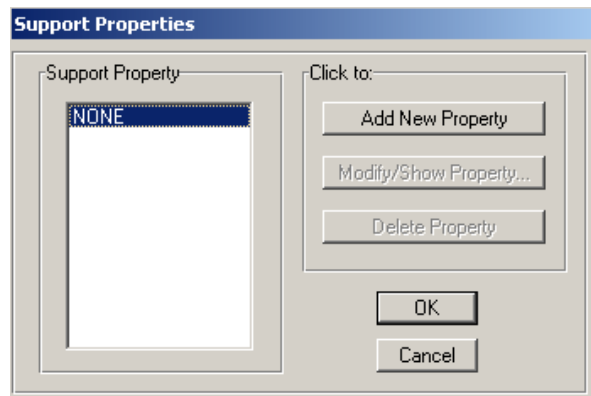 Support Properties
Support Property
NONE
Click to:
Add New Property
Modify/Show Property...
Delete Property
OK
Cancel